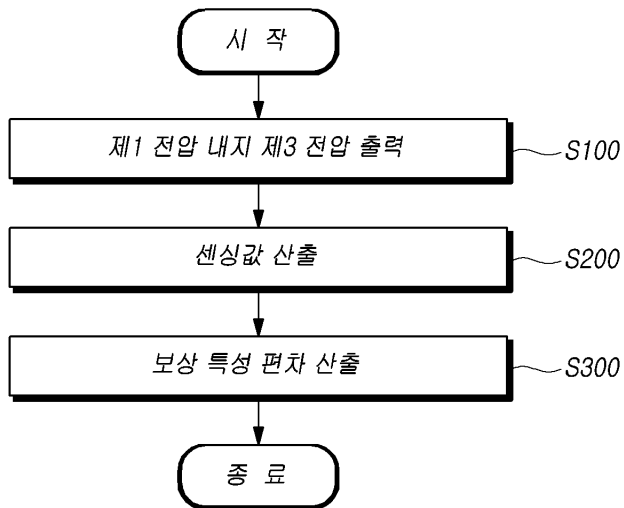 시 작
제1 전압 내지 제3 전압 출력
S100
센싱값 산출
S200
보상 특성 편차 산출
S300
종 료